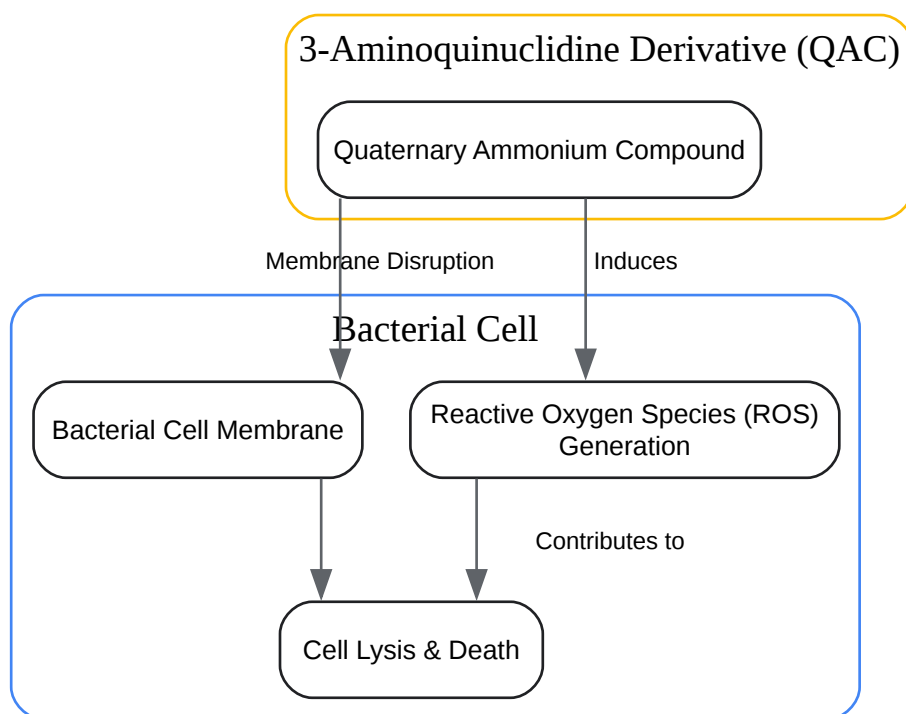 3-Aminoquinuclidine Derivative (QAC)
Quaternary Ammonium Compound
Membrane Disruption
Induces
Bacterial Cell
Bacterial Cell Membrane
Reactive Oxygen Species (ROS)
Generation
Contributes to
Cell Lysis & Death